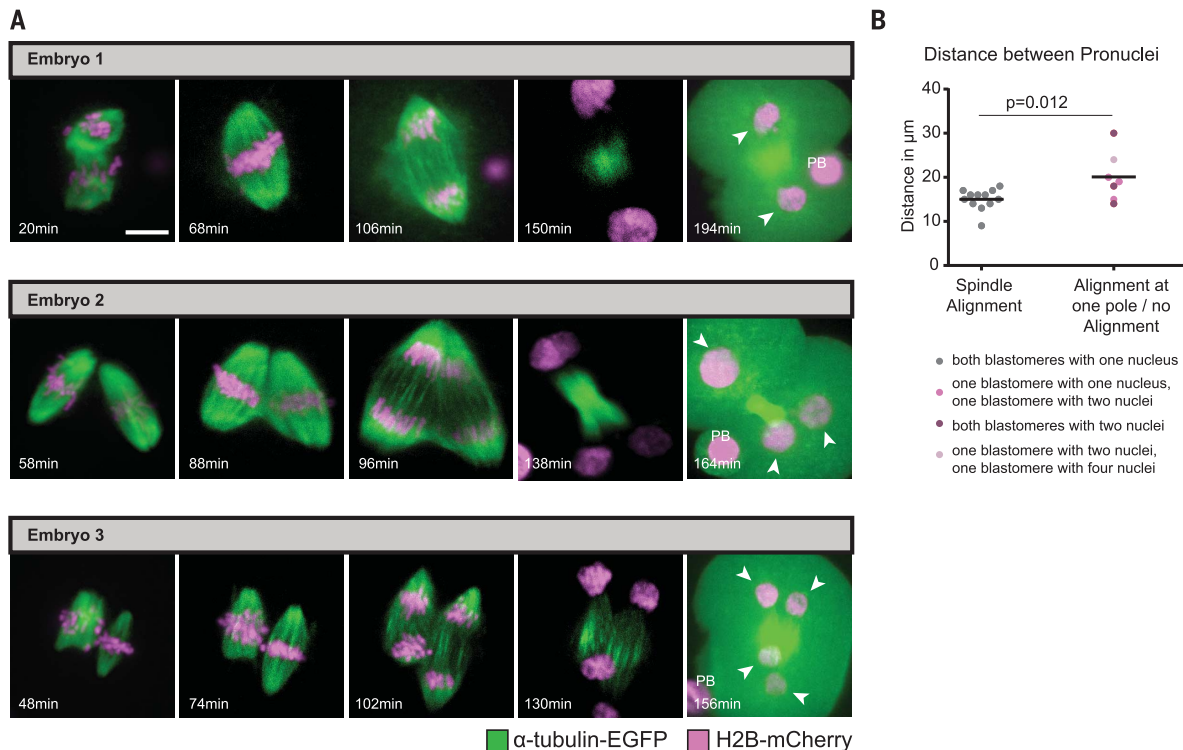 A
Embryo 1
20min
68min
106min
150min
PB
194min
Embryo 2
58min
88min
96min
138min
PB
164min
Embryo 3
48min
74min
102min
130min
PB
156min
α-tubulin-EGFP
H2B-mCherry
B
Distance between Pronuclei
p=0.012
Distance in µm
40
30
20
10
0
Spindle
Alignment
Alignment at
one pole / no
Alignment
both blastomeres with one nucleus
one blastomere with one nucleus,
one blastomere with two nuclei
both blastmeres with two nuclei
one blastomere with two nuclei,
one blastomere with four nuclei